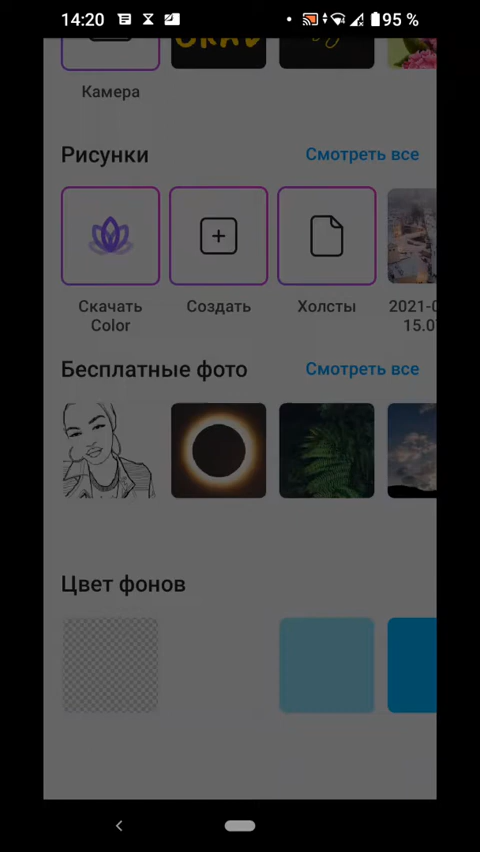 14:20
95 %
Камера
Рисунки
Смотреть все
Скачать
Color
Создать
Холсты
Бесплатные фото
Смотреть все
Цвет фонов